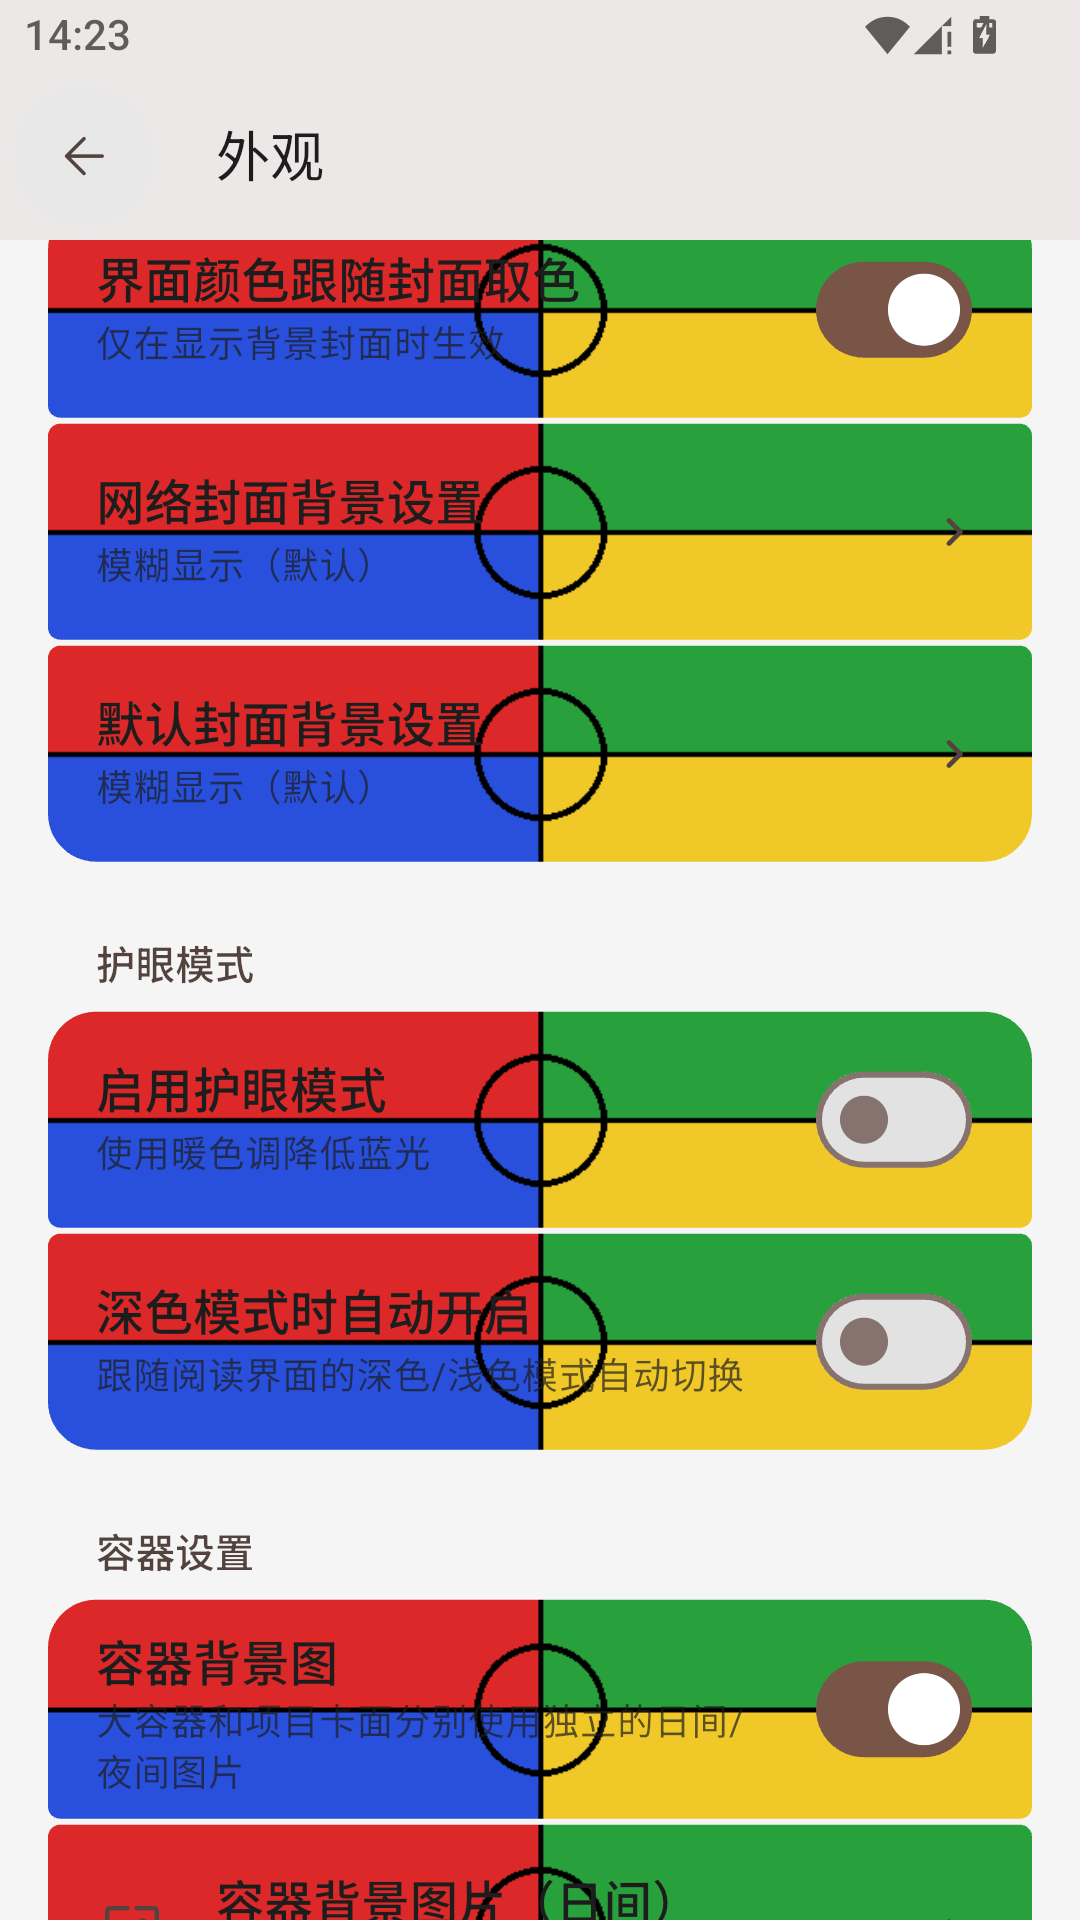 14:23
外观
界面颜色跟随封面取色
仅在显示背景封面时生效
网络封面背景设置
模糊显示（默认）
默认封面背景设置
模糊显示（默认）
护眼模式
启用护眼模式
使用暖色调降低蓝光
深色模式时自动开启
跟随阅读界面的深色/浅色模式自动切换
容器设置
容器背景图
大容器和项目卡面分别使用独立的日间/
夜间图片
容器背景图片（日间）